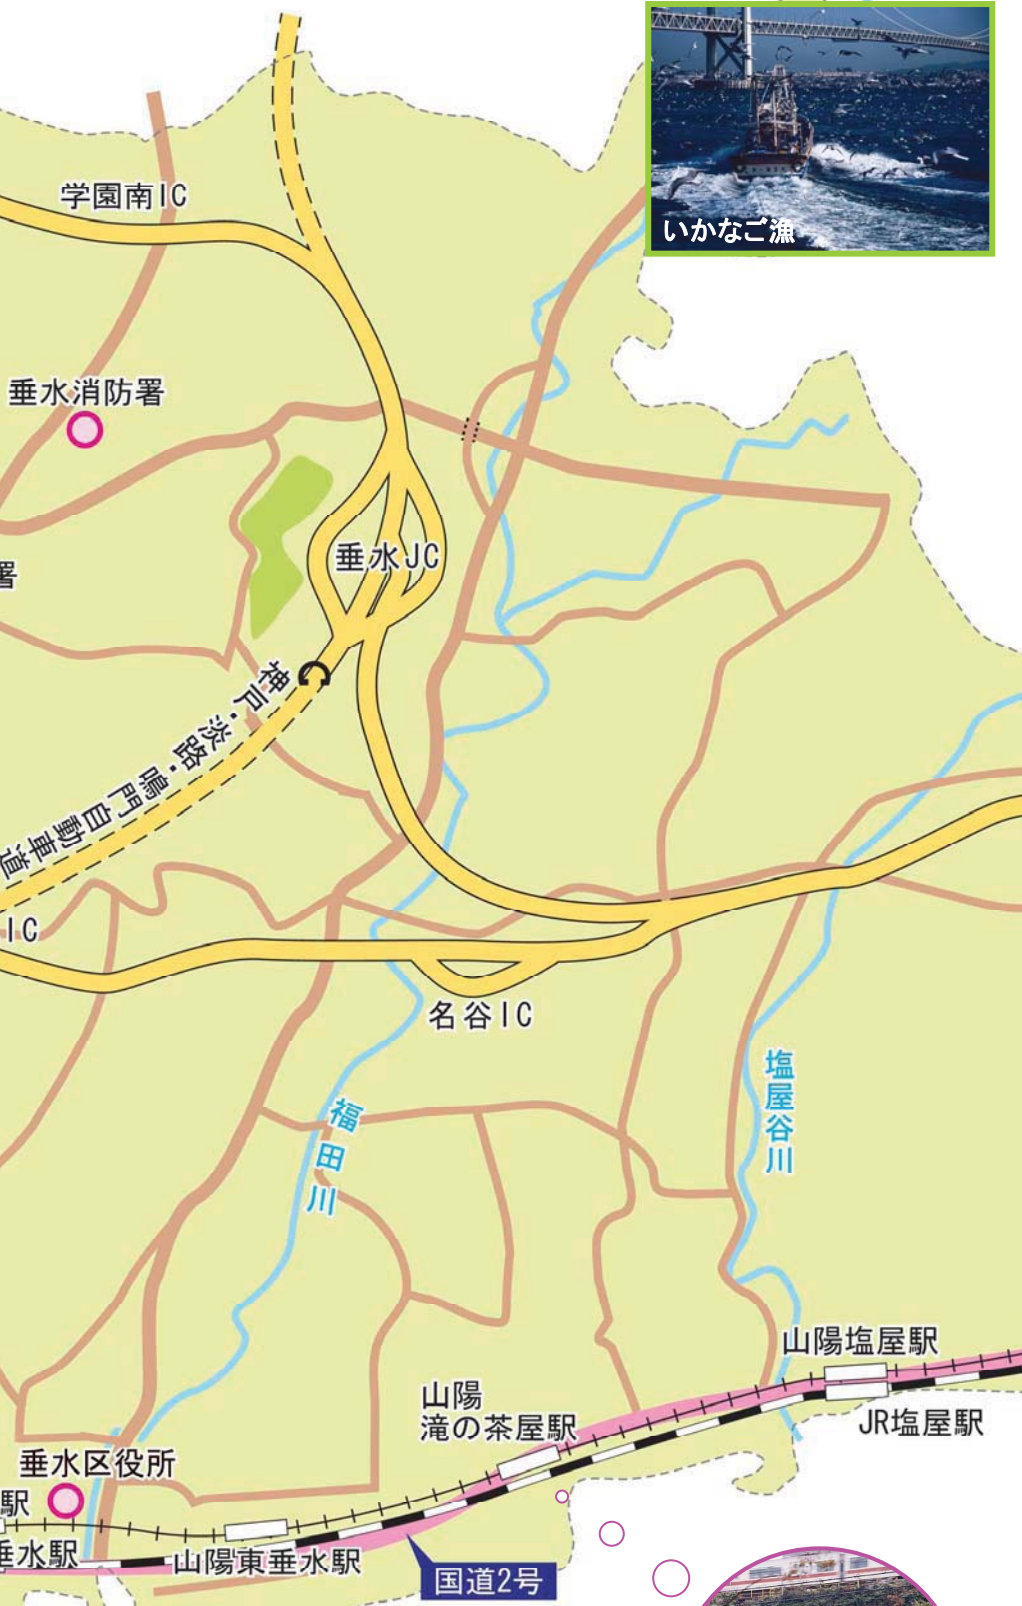 いかなご漁
学園南IC
垂水消防署
垂水JC
署
神戸・淡路・鳴門自動車道
IC
名谷IC
塩屋谷川
福田川
山陽塩屋駅
山陽
滝の茶屋駅
JR塩屋駅
垂水区役所
駅
垂水駅
山陽東垂水駅
国道2号